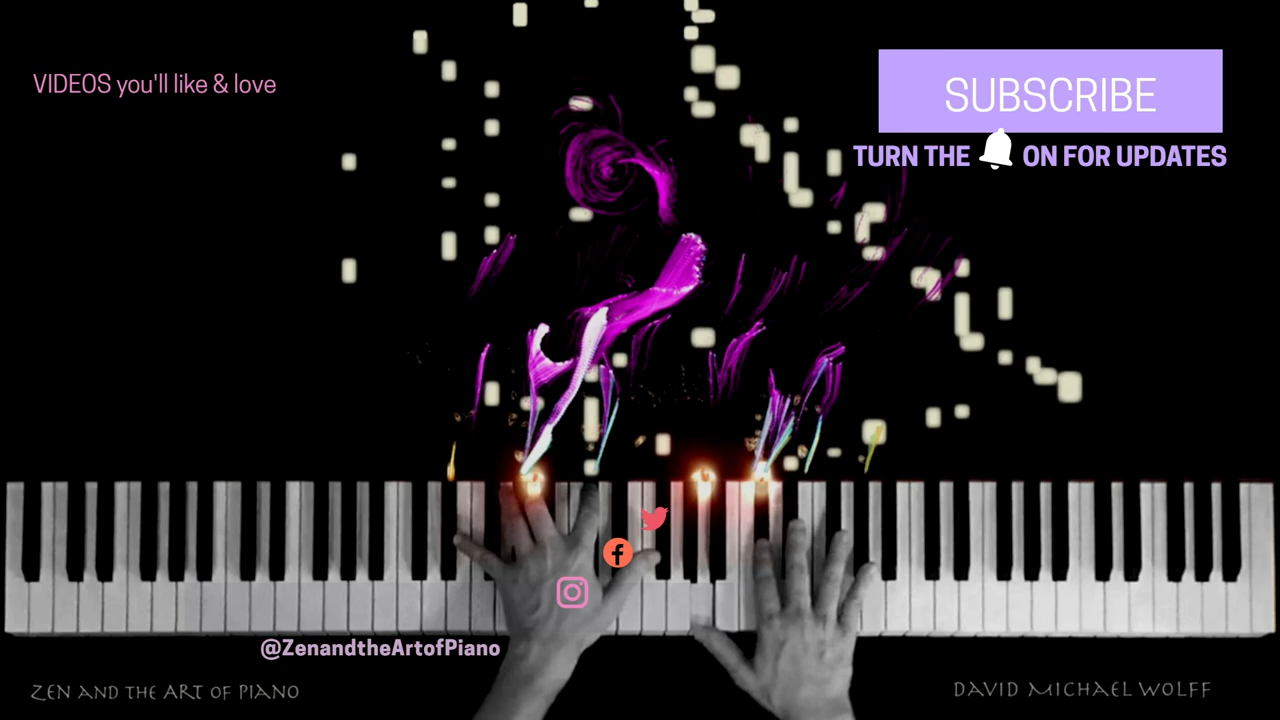 VIDEOS you'll like & love
SUBSCRIBE
TURN THE ON FOR UPDATES
@ZenandtheArtofPiano
ZEN AND THE ART OF PIANO
DAVID MICHAEL WOLFF